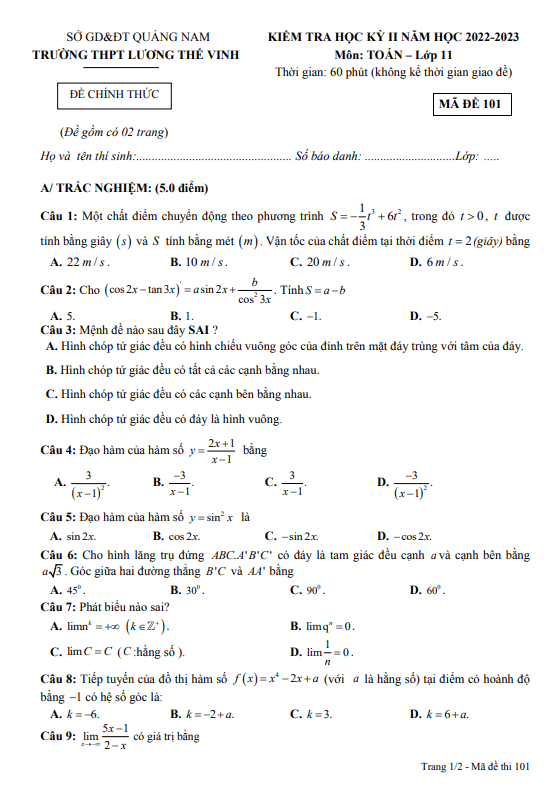 SỞ GD&ĐT QUẢNG NAM
TRƯỜNG THPT LƯƠNG THẾ VINH
KIỂM TRA HỌC KỲ II NĂM HỌC 2022-2023
Môn: TOÁN – Lớp 11
Thời gian: 60 phút (không kể thời gian giao đề)
ĐỀ CHÍNH THỨC
MÃ ĐỀ 101
(Đề gồm có 02 trang)
Họ và tên thí sinh:............................................ Số báo danh: ..........................Lớp: .....
A/ TRẮC NGHIỆM: (5.0 điểm)
Câu 1: Một chất điểm chuyển động theo phương trình S = -\frac{1}{3}t^3 + 6t^2, trong đó t > 0, t được
tính bằng giây (s) và S tính bằng mét (m). Vận tốc của chất điểm tại thời điểm t = 2 (giây) bằng
A. 22 m/s. B. 10 m/s. C. 20 m/s. D. 6 m/s.
Câu 2: Cho (cos2x − tan3x)' = a sin2x + \frac{b}{cos^2 3x}. Tính S = a − b
A. 5. B. 1. C. −1. D. −5.
Câu 3: Mệnh đề nào sau đây SAI ?
A. Hình chóp tứ giác đều có hình chiếu vuông góc của đỉnh trên mặt đáy trùng với tâm của đáy.
B. Hình chóp tứ giác đều có tất cả các cạnh bằng nhau.
C. Hình chóp tứ giác đều có các cạnh bên bằng nhau.
D. Hình chóp tứ giác đều có đáy là hình vuông.
Câu 4: Đạo hàm của hàm số y = \frac{2x+1}{x−1} bằng
A. \frac{3}{(x−1)^2}. B. \frac{−3}{x−1}. C. \frac{3}{x−1}. D. \frac{−3}{(x−1)^2}.
Câu 5: Đạo hàm của hàm số y = sin^2 x là
A. sin 2x. B. cos 2x. C. −sin 2x. D. −cos 2x.
Câu 6: Cho hình lăng trụ đứng ABC.A'B'C' có đáy là tam giác đều cạnh a và cạnh bên bằng
a√3. Góc giữa hai đường thẳng B'C và AA' bằng
A. 45^0. B. 30^0. C. 90^0. D. 60^0.
Câu 7: Phát biểu nào sai?
A. lim n^k = +∞ (k ∈ ℤ^+). B. lim q^n = 0.
C. lim C = C (C :hằng số ). D. lim \frac{1}{n} = 0.
Câu 8: Tiếp tuyến của đồ thị hàm số f(x) = x^4 − 2x + a (với a là hằng số) tại điểm có hoành độ
bằng −1 có hệ số góc là:
A. k = −6. B. k = −2 + a. C. k = 3. D. k = 6 + a.
Câu 9: \lim_{x→−∞} \frac{5x−1}{2−x} có giá trị bằng
Trang 1/2 - Mã đề thi 101